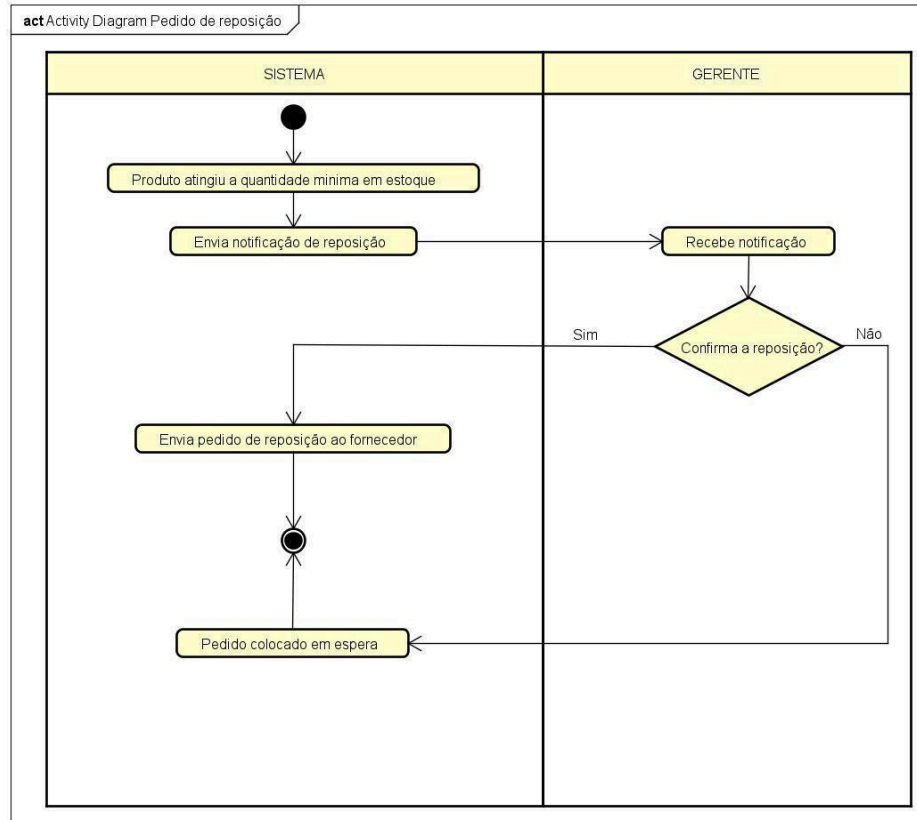 act Activity Diagram Pedido de reposição
SISTEMA
GERENTE
Produto atingiu a quantidade minima em estoque
Envia notificação de reposição
Recebe notificação
Sim
Confirma a reposição?
Não
Envia pedido de reposição ao fornecedor
Pedido colocado em espera